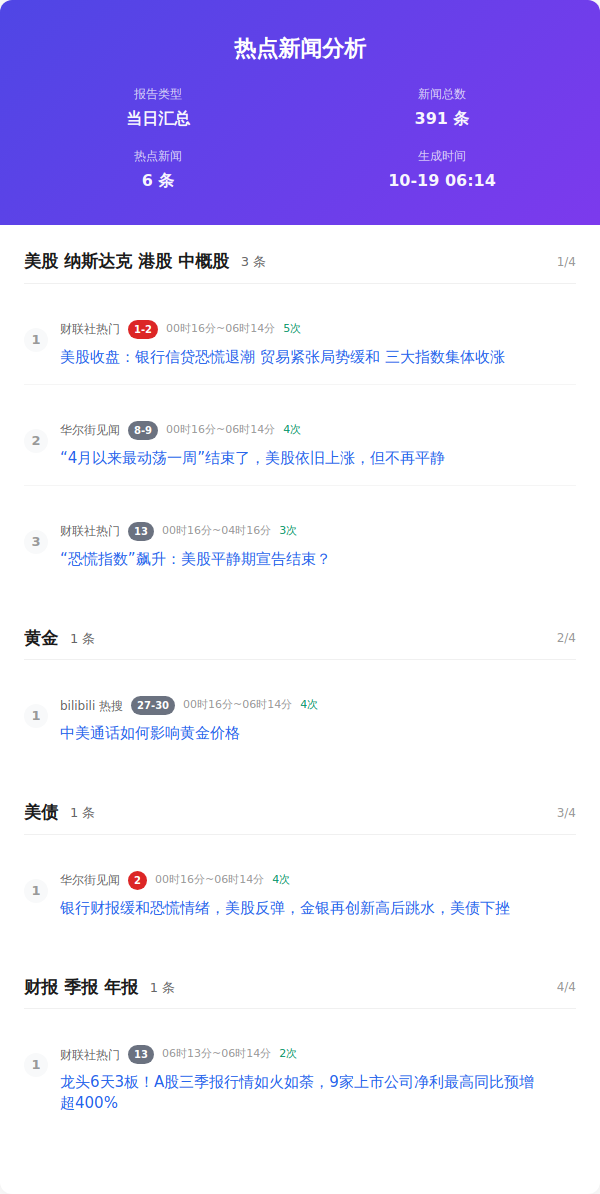 热点新闻分析
报告类型
新闻总数
当日汇总
391 条
热点新闻
生成时间
6 条
10-19 06:14
美股 纳斯达克 港股 中概股 3 条 1/4
财联社热门 1-2 00时16分~06时14分 5次
1
美股收盘：银行信贷恐慌退潮 贸易紧张局势缓和 三大指数集体收涨
华尔街见闻 8-9 00时16分~06时14分 4次
2
“4月以来最动荡一周”结束了，美股依旧上涨，但不再平静
财联社热门 13 00时16分~04时16分 3次
3
“恐慌指数”飙升：美股平静期宣告结束？
黄金 1 条 2/4
bilibili 热搜 27-30 00时16分~06时14分 4次
1
中美通话如何影响黄金价格
美债 1 条 3/4
华尔街见闻 2 00时16分~06时14分 4次
1
银行财报缓和恐慌情绪，美股反弹，金银再创新高后跳水，美债下挫
财报 季报 年报 1 条 4/4
财联社热门 13 06时13分~06时14分 2次
1
龙头6天3板！A股三季报行情如火如荼，9家上市公司净利最高同比预增
超400%